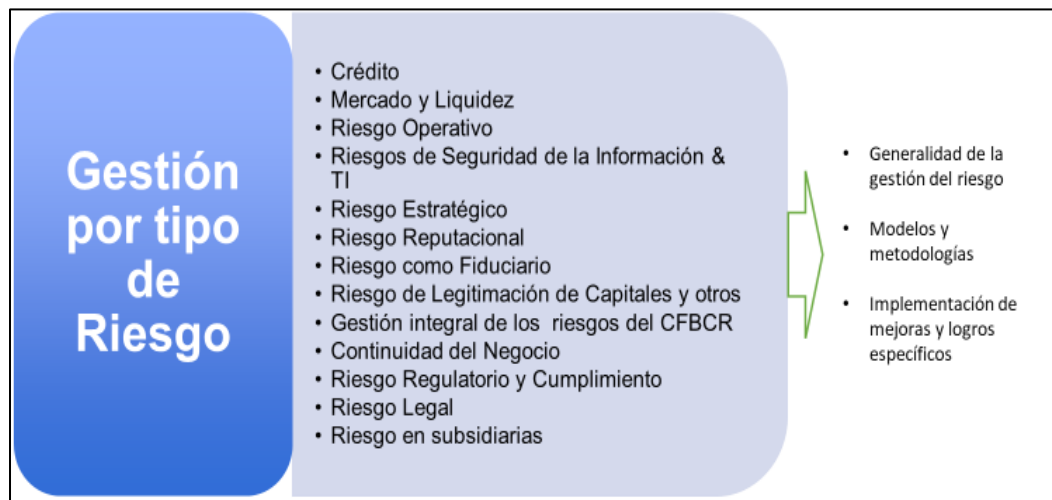 Gestión
por tipo
de
Riesgo
• Crédito
• Mercado y Liquidez
• Riesgo Operativo
• Riesgos de Seguridad de la Información &
TI
• Riesgo Estratégico
• Riesgo Reputacional
• Riesgo como Fiduciario
• Riesgo de Legitimación de Capitales y otros
• Gestión integral de los riesgos del CFBCR
• Continuidad del Negocio
• Riesgo Regulatorio y Cumplimiento
• Riesgo Legal
• Riesgo en subsidiarias
• Generalidad de la
gestión del riesgo
• Modelos y
metodologías
• Implementación de
mejoras y logros
específicos